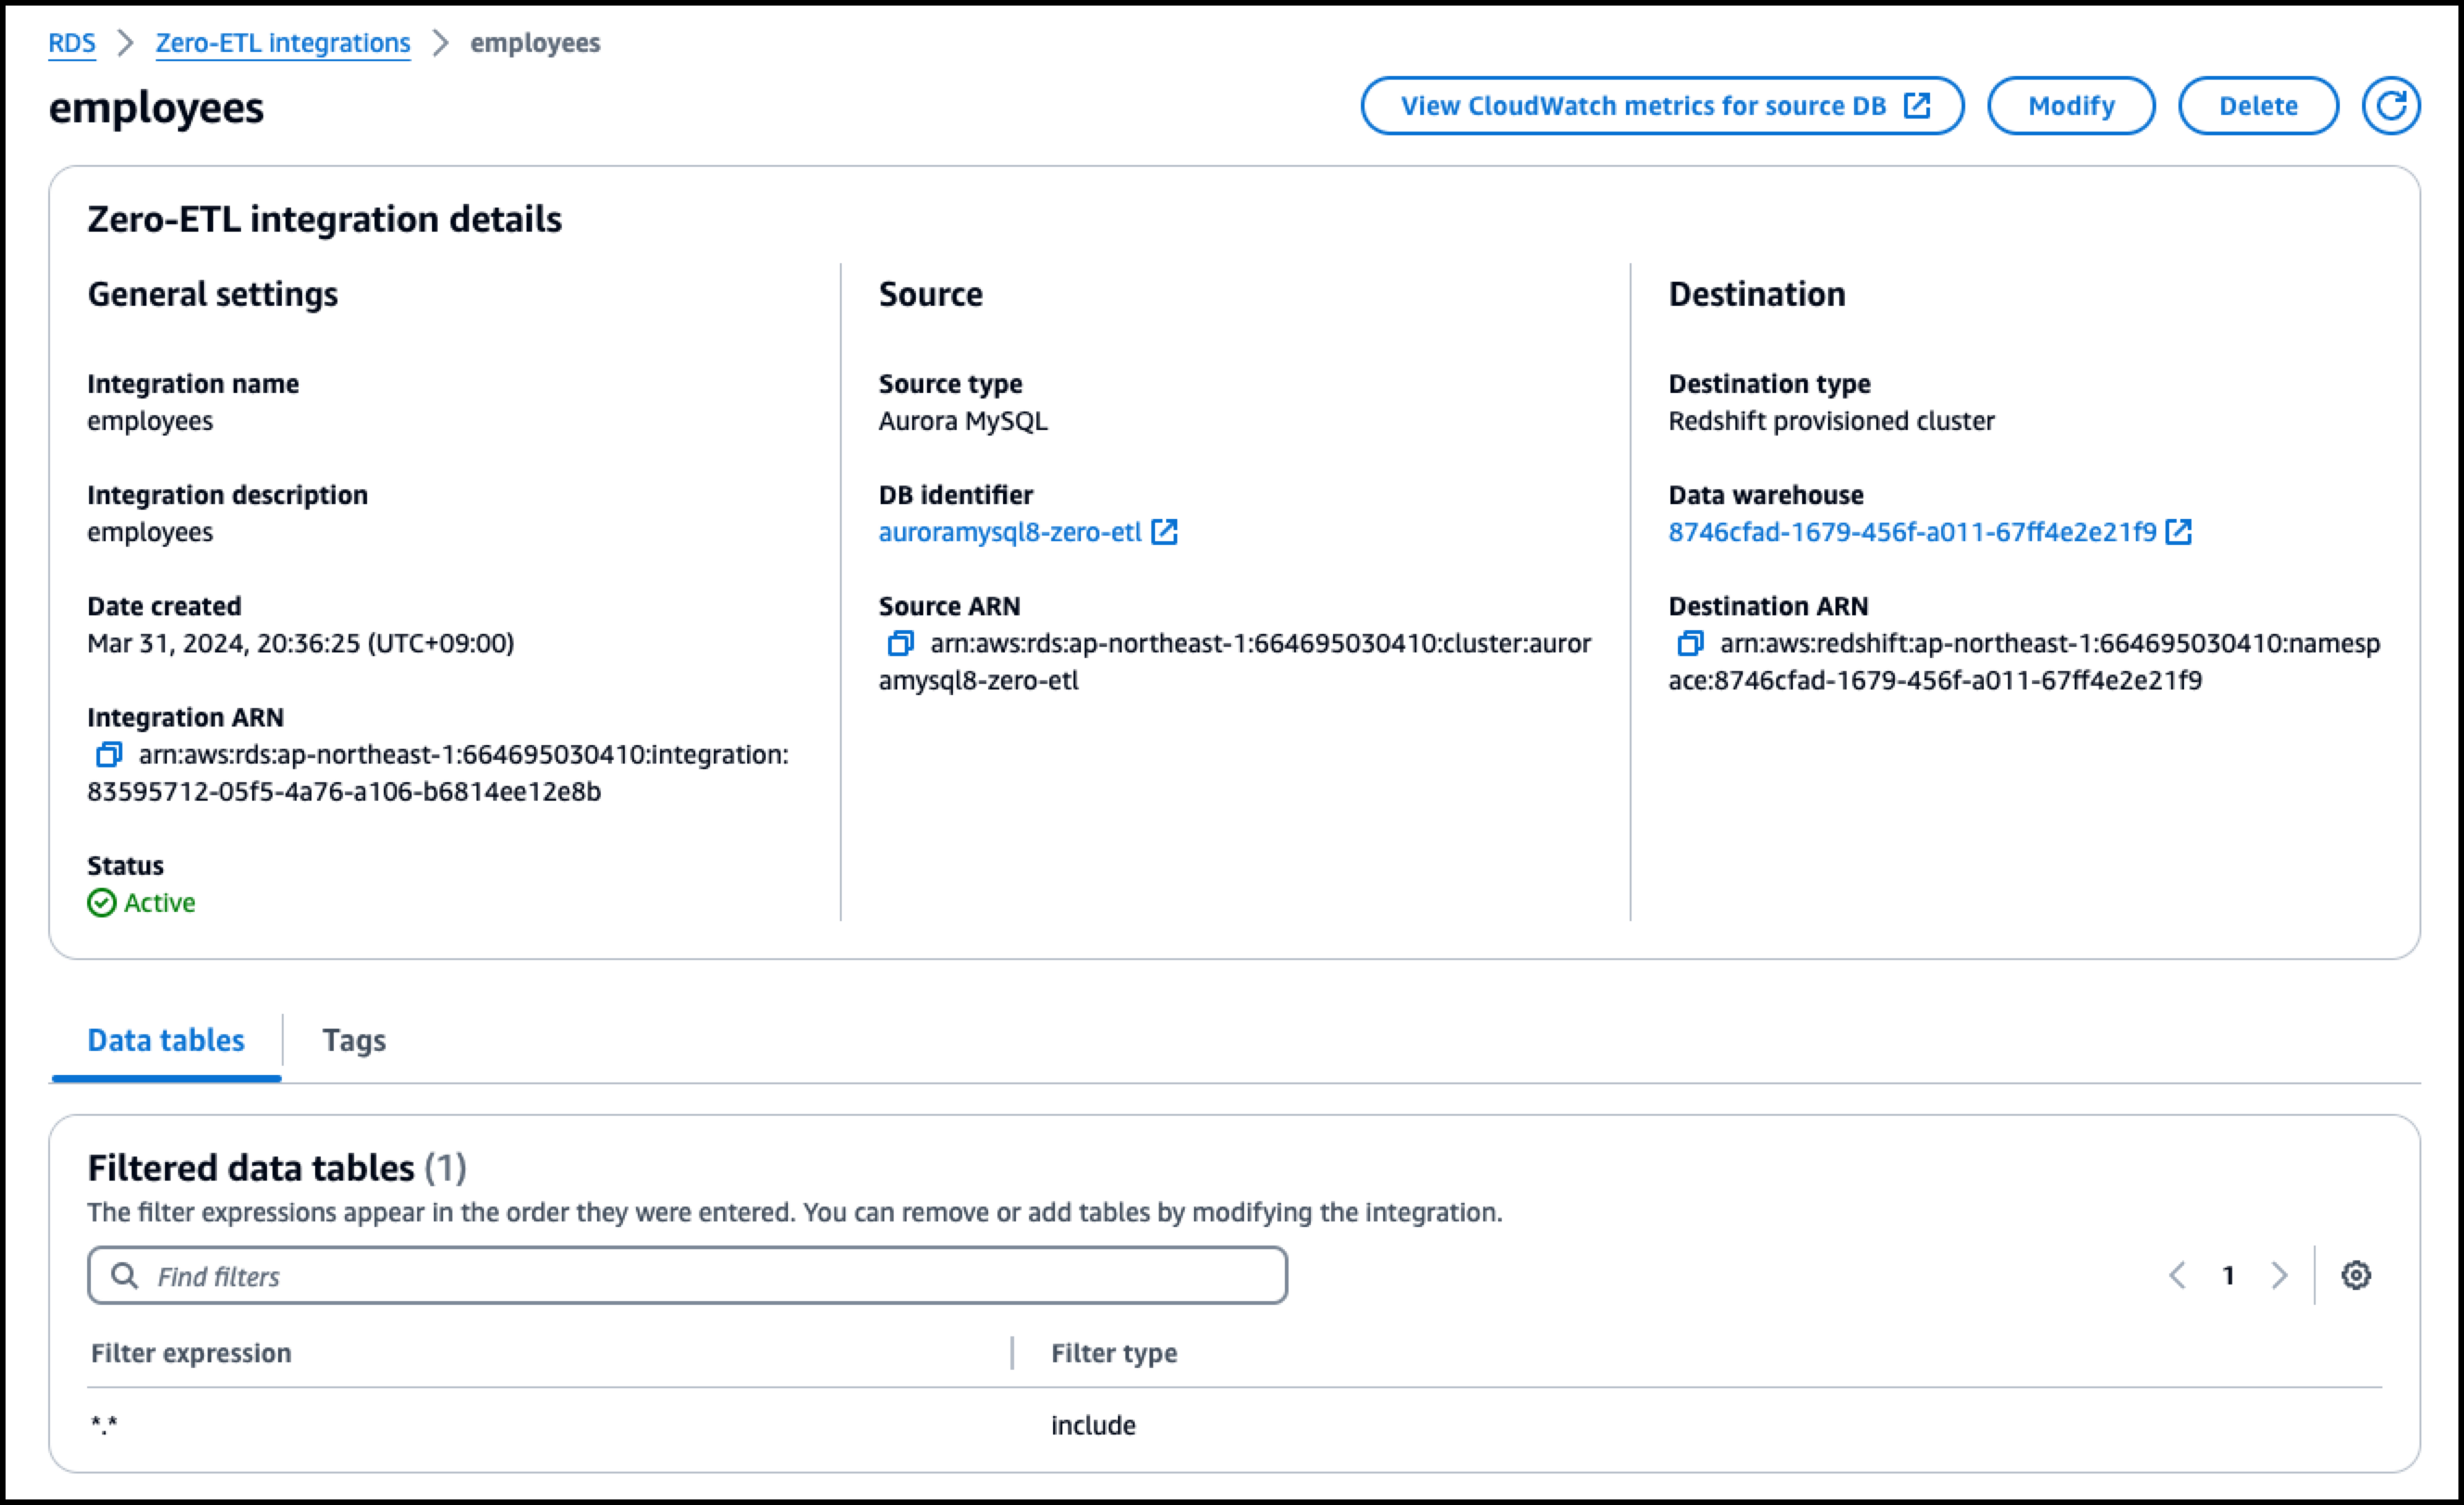 RDS > Zero-ETL integrations > employees
employees
View CloudWatch metrics for source DB
Modify
Delete
Zero-ETL integration details
General settings
Integration name
employees
Integration description
employees
Date created
Mar 31, 2024, 20:36:25 (UTC+09:00)
Integration ARN
arn:aws:rds:ap-northeast-1:664695030410:integration:
83595712-05f5-4a76-a106-b6814ee12e8b
Status
Active
Source
Source type
Aurora MySQL
DB identifier
auroramysql8-zero-etl
Source ARN
arn:aws:rds:ap-northeast-1:664695030410:cluster:auror
amysql8-zero-etl
Destination
Destination type
Redshift provisioned cluster
Data warehouse
8746cfad-1679-456f-a011-67ff4e2e21f9
Destination ARN
arn:aws:redshift:ap-northeast-1:664695030410:namesp
ace:8746cfad-1679-456f-a011-67ff4e2e21f9
Data tables
Tags
Filtered data tables (1)
The filter expressions appear in the order they were entered. You can remove or add tables by modifying the integration.
Find filters
1
Filter expression
Filter type
*.*
include